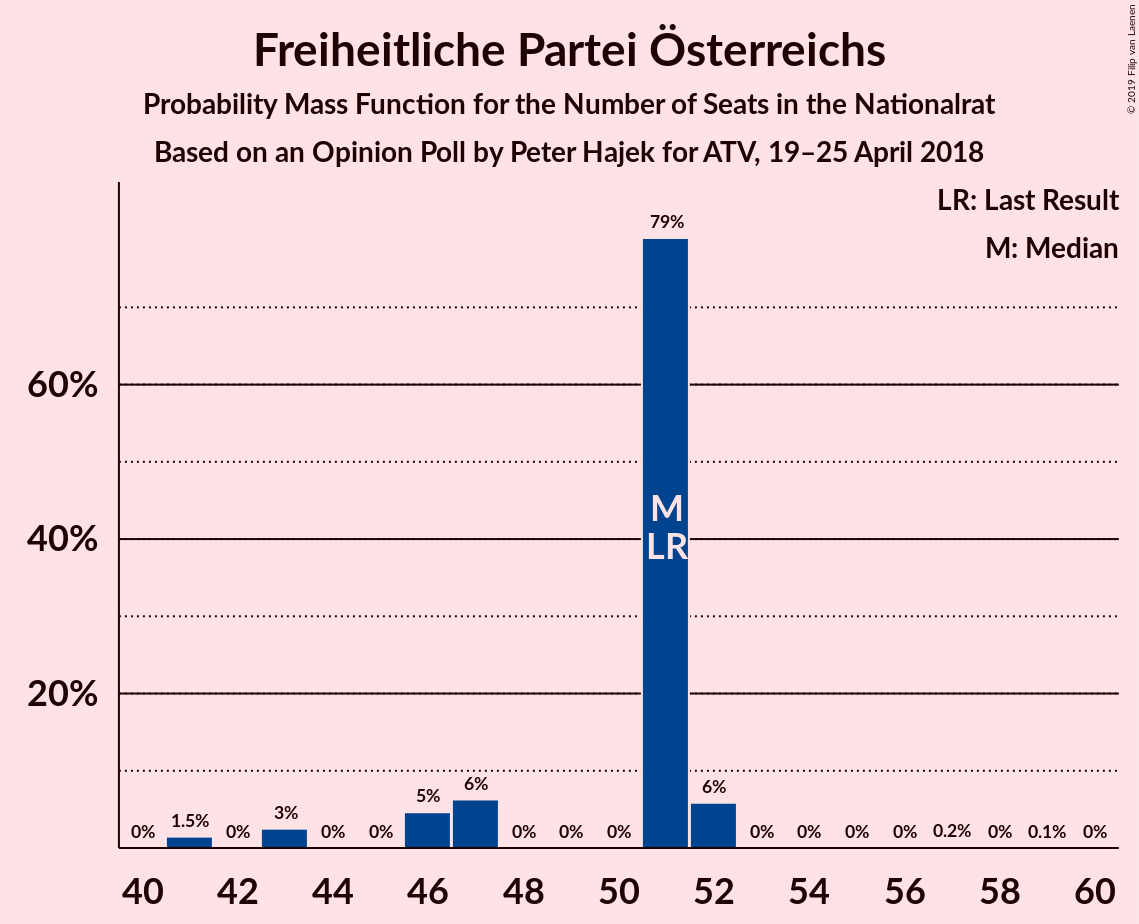 Freiheitliche Partei Österreichs
Probability Mass Function for the Number of Seats in the Nationalrat
Based on an Opinion Poll by Peter Hajek for ATV, 19–25 April 2018
© 2019 Filip van Laenen
LR: Last Result
M: Median
79%
60%
40%
20%
M
LR
0% 1.5% 0% 3% 0% 0% 5% 6% 0% 0% 0% 6% 0% 0% 0% 0% 0.2% 0% 0.1% 0%
40 42 44 46 48 50 52 54 56 58 60